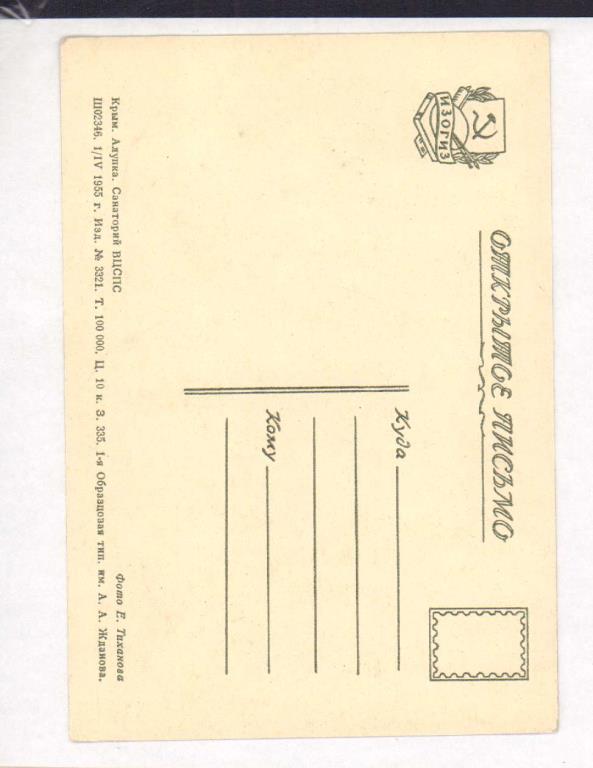 ИЗОГИЗ
ОТКРЫТОЕ ПИСЬМО
Куда
Кому
Крым. Алупка. Санаторий ВЦСПС
Фото Е. Тиханова
Ш02346. 1/IV 1955 г. Изд. № 3321. Т. 100 000. Ц. 10 к. З. 335. 1-я Образцовая тип. им. А. А. Жданова.